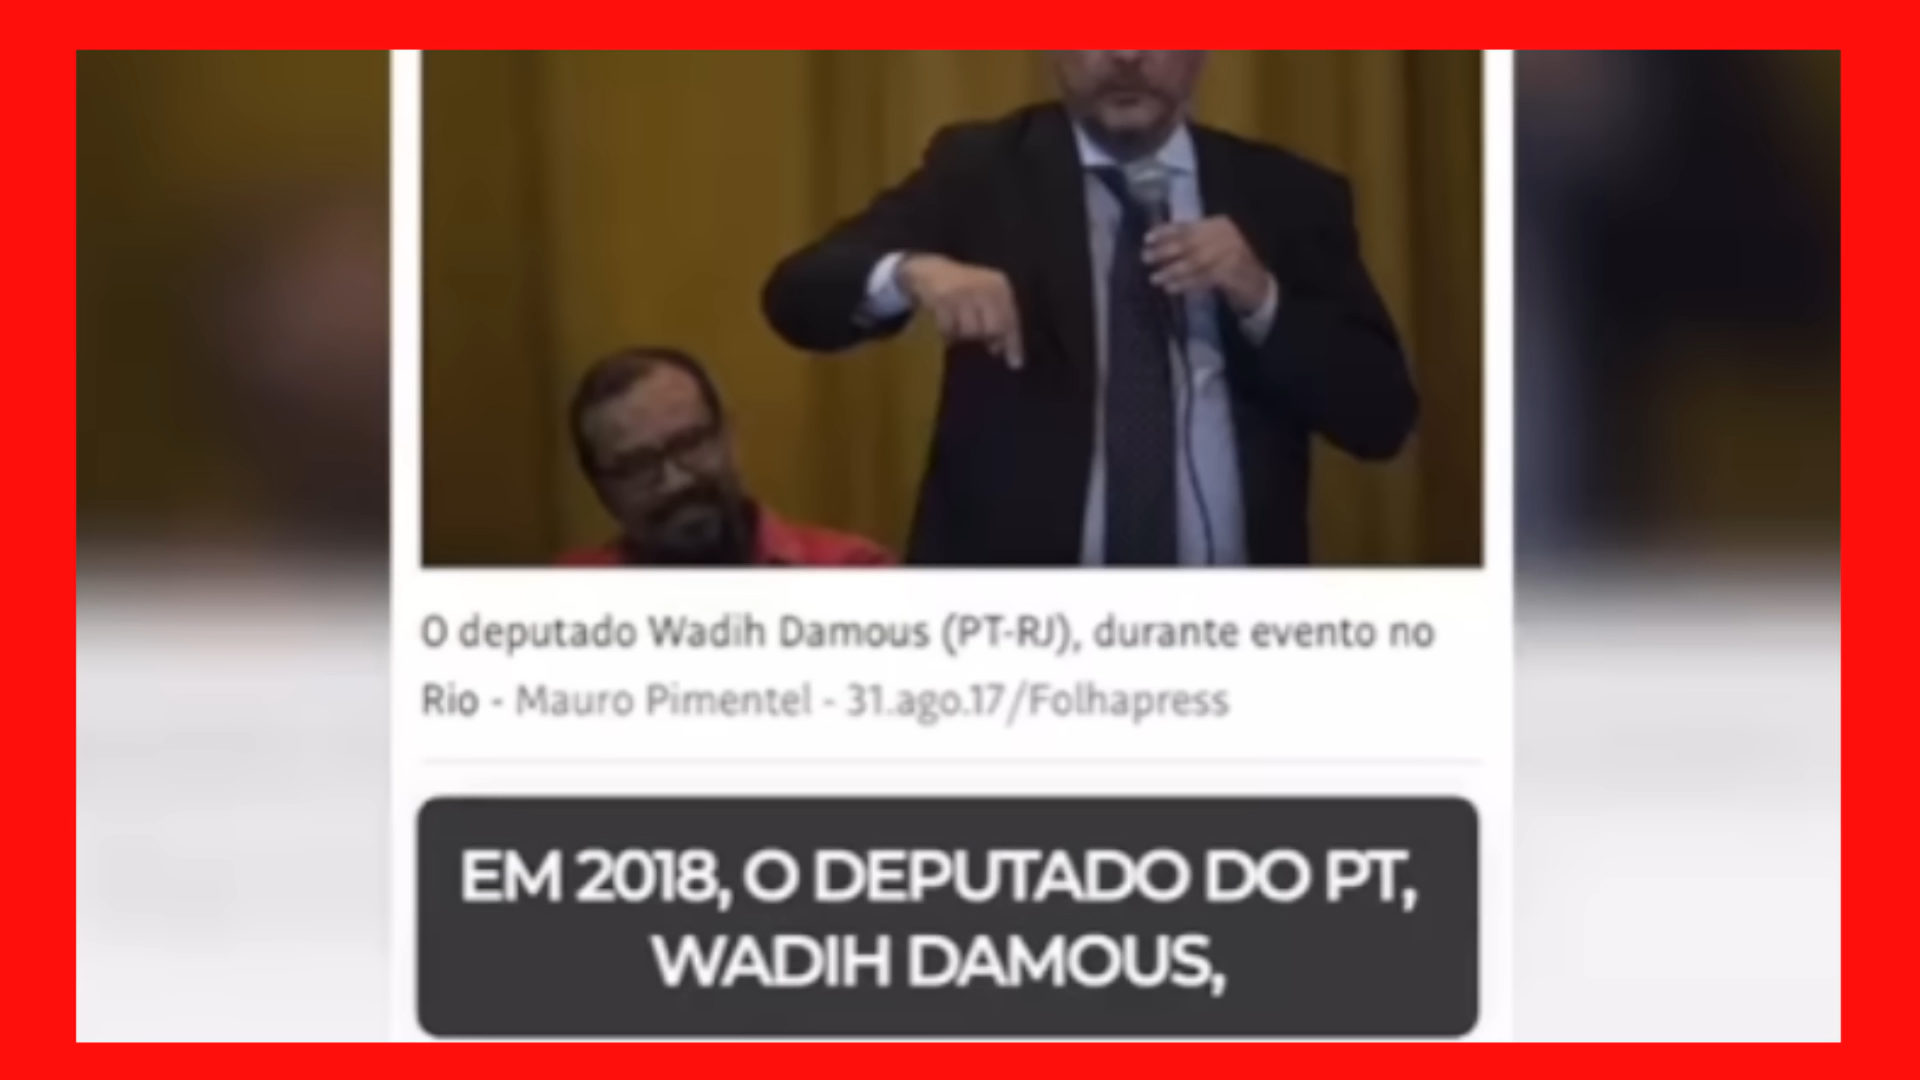 O deputado Wadih Damous (PT-RJ), durante evento no
Rio - Mauro Pimentel - 31.ago.17/Folhapress
EM 2018, O DEPUTADO DO PT,
WADIH DAMOUS,